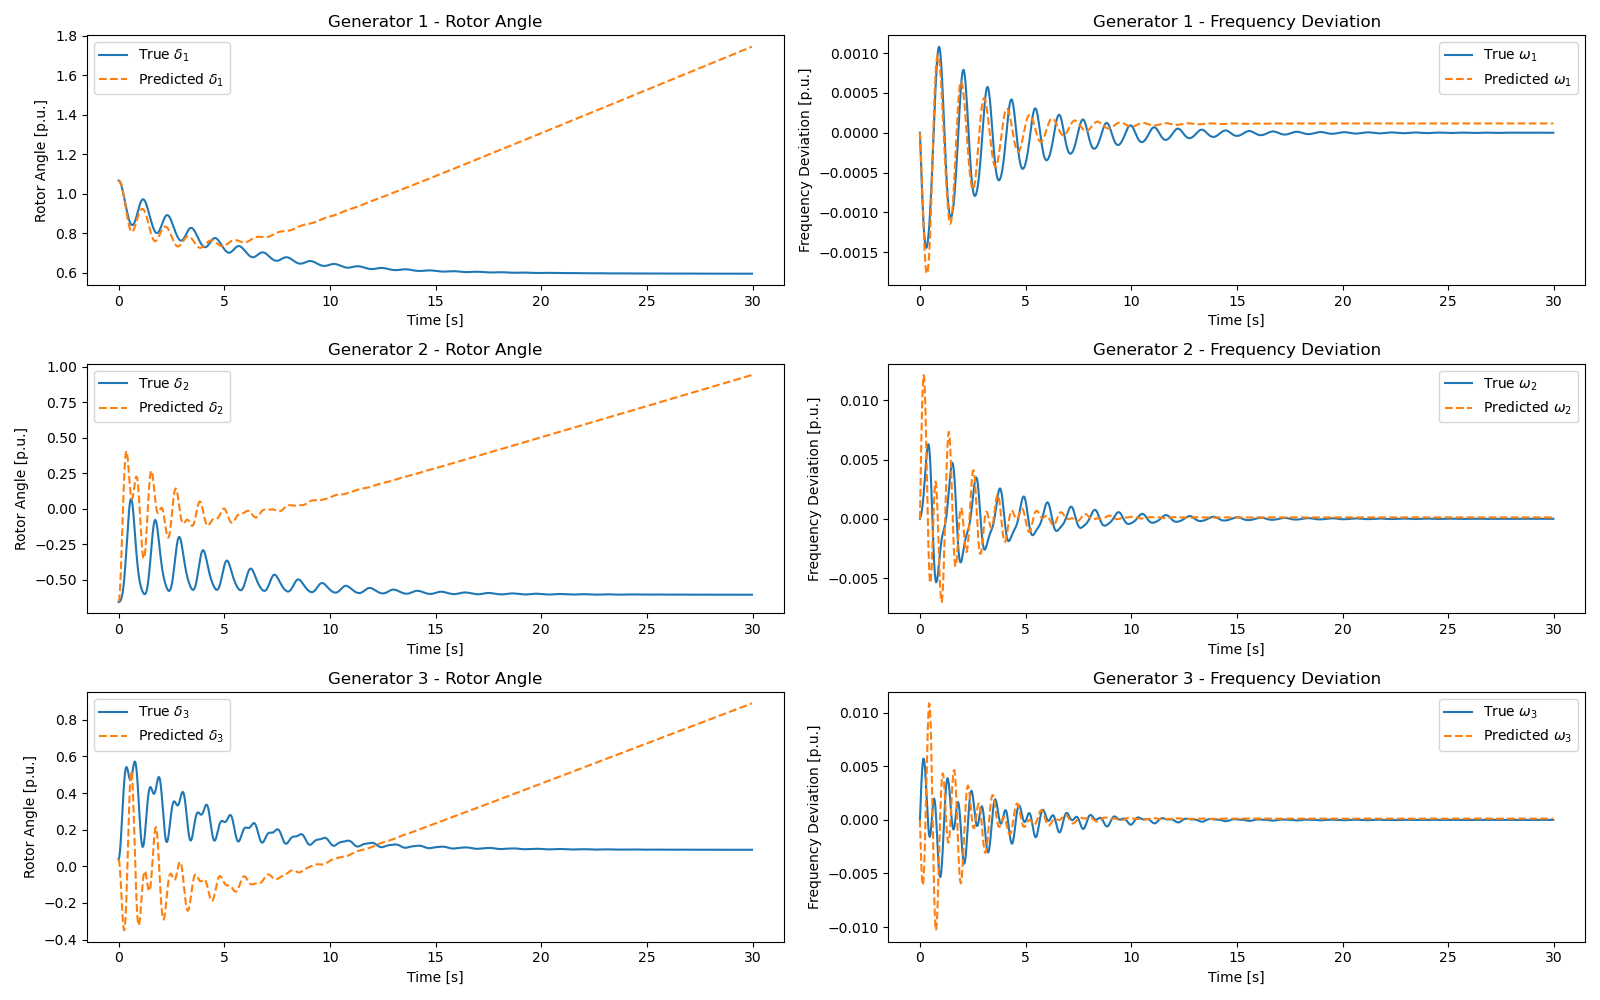 Generator 1 - Rotor Angle
Rotor Angle [p.u.]
1.8
1.6
1.4
1.2
1.0
0.8
0.6
True δ1
Predicted δ1
0 5 10 15 20 25 30
Time [s]
Generator 1 - Frequency Deviation
Frequency Deviation [p.u.]
0.0010
0.0005
0.0000
−0.0005
−0.0010
−0.0015
True ω1
Predicted ω1
0 5 10 15 20 25 30
Time [s]
Generator 2 - Rotor Angle
Rotor Angle [p.u.]
1.00
0.75
0.50
0.25
0.00
−0.25
−0.50
True δ2
Predicted δ2
0 5 10 15 20 25 30
Time [s]
Generator 2 - Frequency Deviation
Frequency Deviation [p.u.]
0.010
0.005
0.000
−0.005
True ω2
Predicted ω2
0 5 10 15 20 25 30
Time [s]
Generator 3 - Rotor Angle
Rotor Angle [p.u.]
0.8
0.6
0.4
0.2
0.0
−0.2
−0.4
True δ3
Predicted δ3
0 5 10 15 20 25 30
Time [s]
Generator 3 - Frequency Deviation
Frequency Deviation [p.u.]
0.010
0.005
0.000
−0.005
−0.010
True ω3
Predicted ω3
0 5 10 15 20 25 30
Time [s]